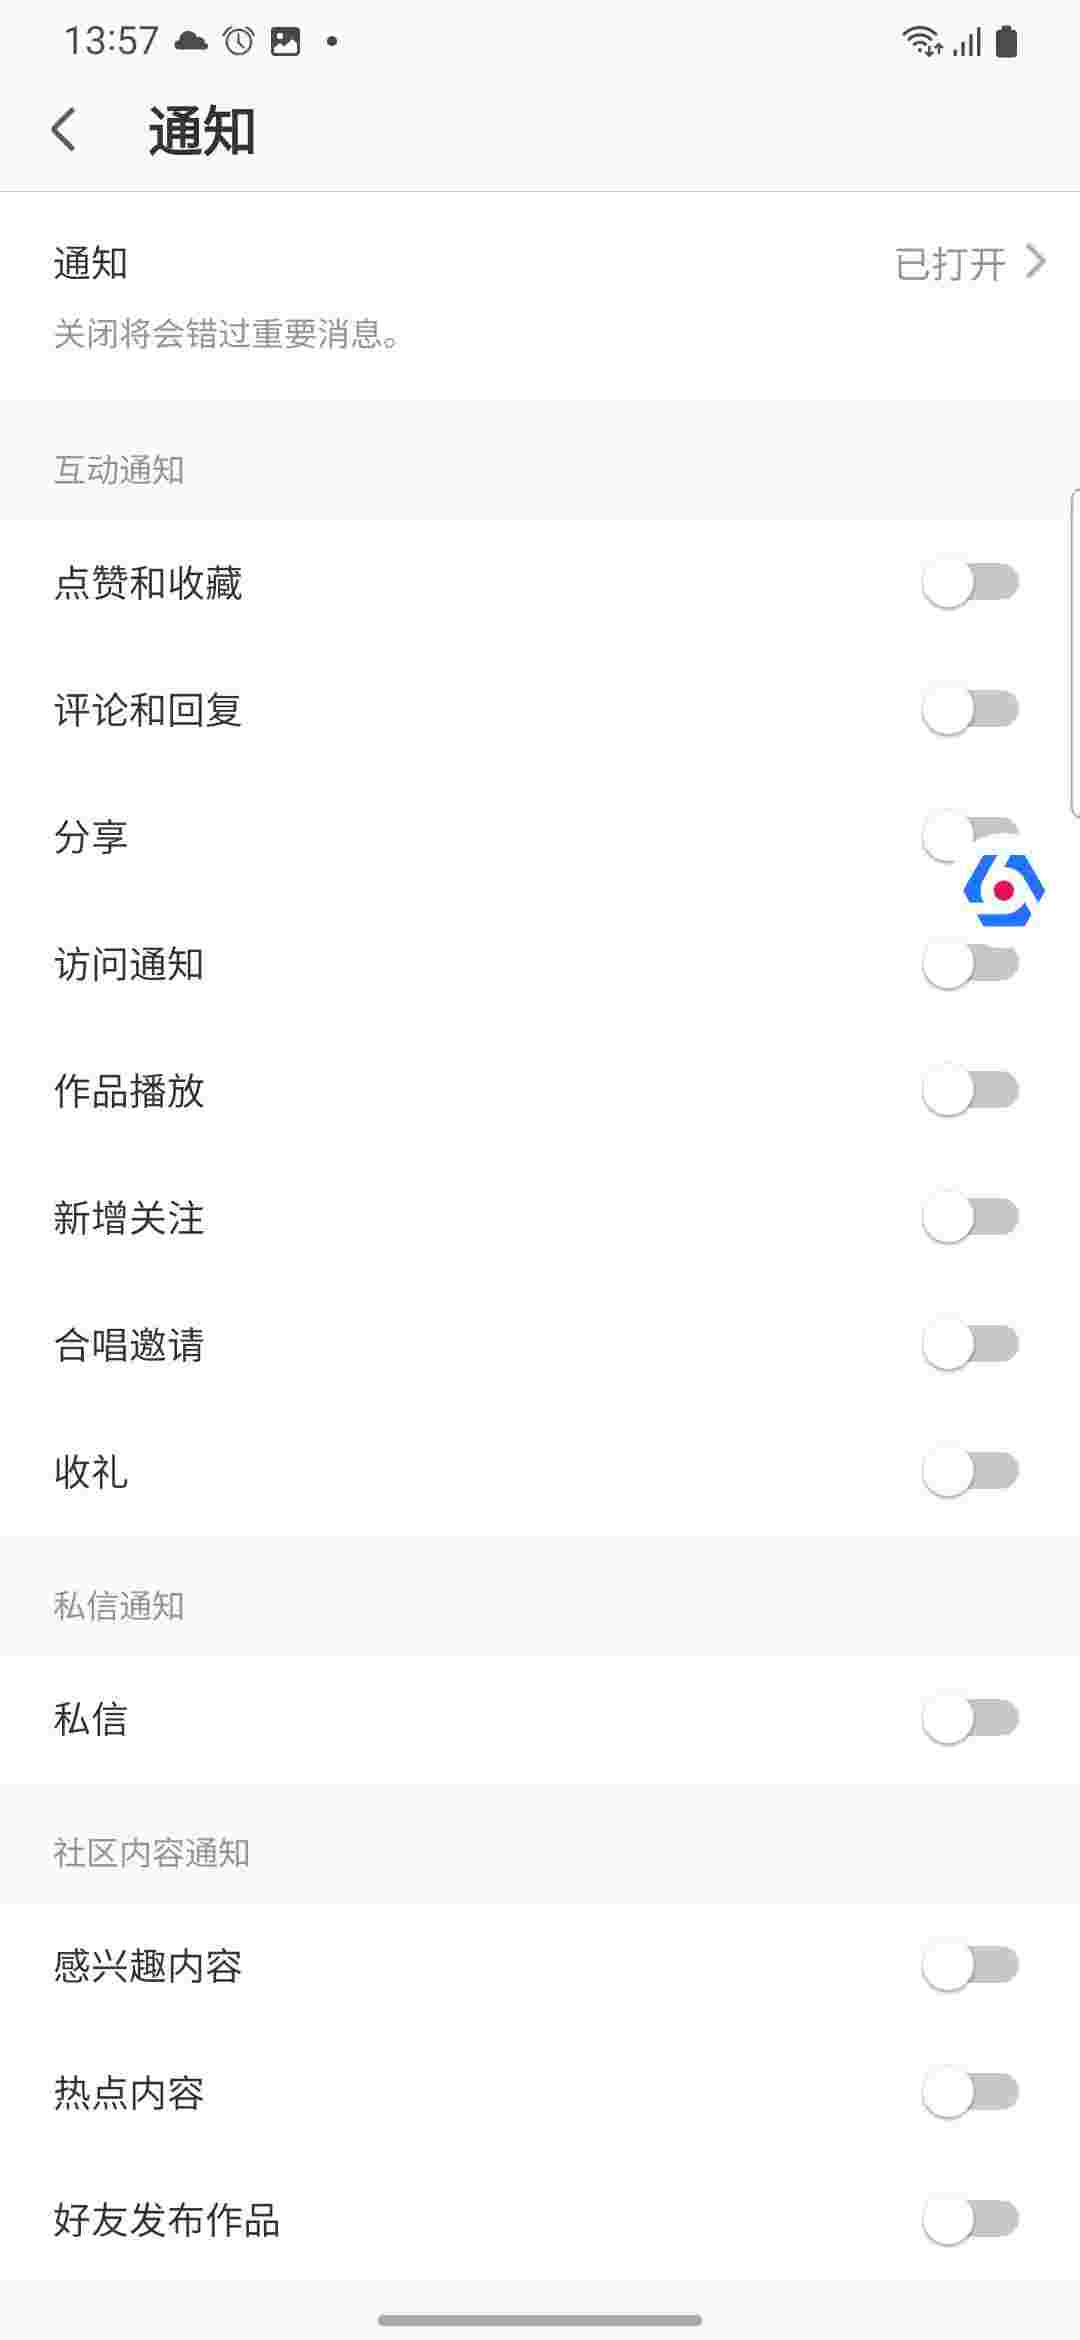 13:57
通知
通知
已打开
关闭将会错过重要消息。
互动通知
点赞和收藏
评论和回复
分享
访问通知
作品播放
新增关注
合唱邀请
收礼
私信通知
私信
社区内容通知
感兴趣内容
热点内容
好友发布作品